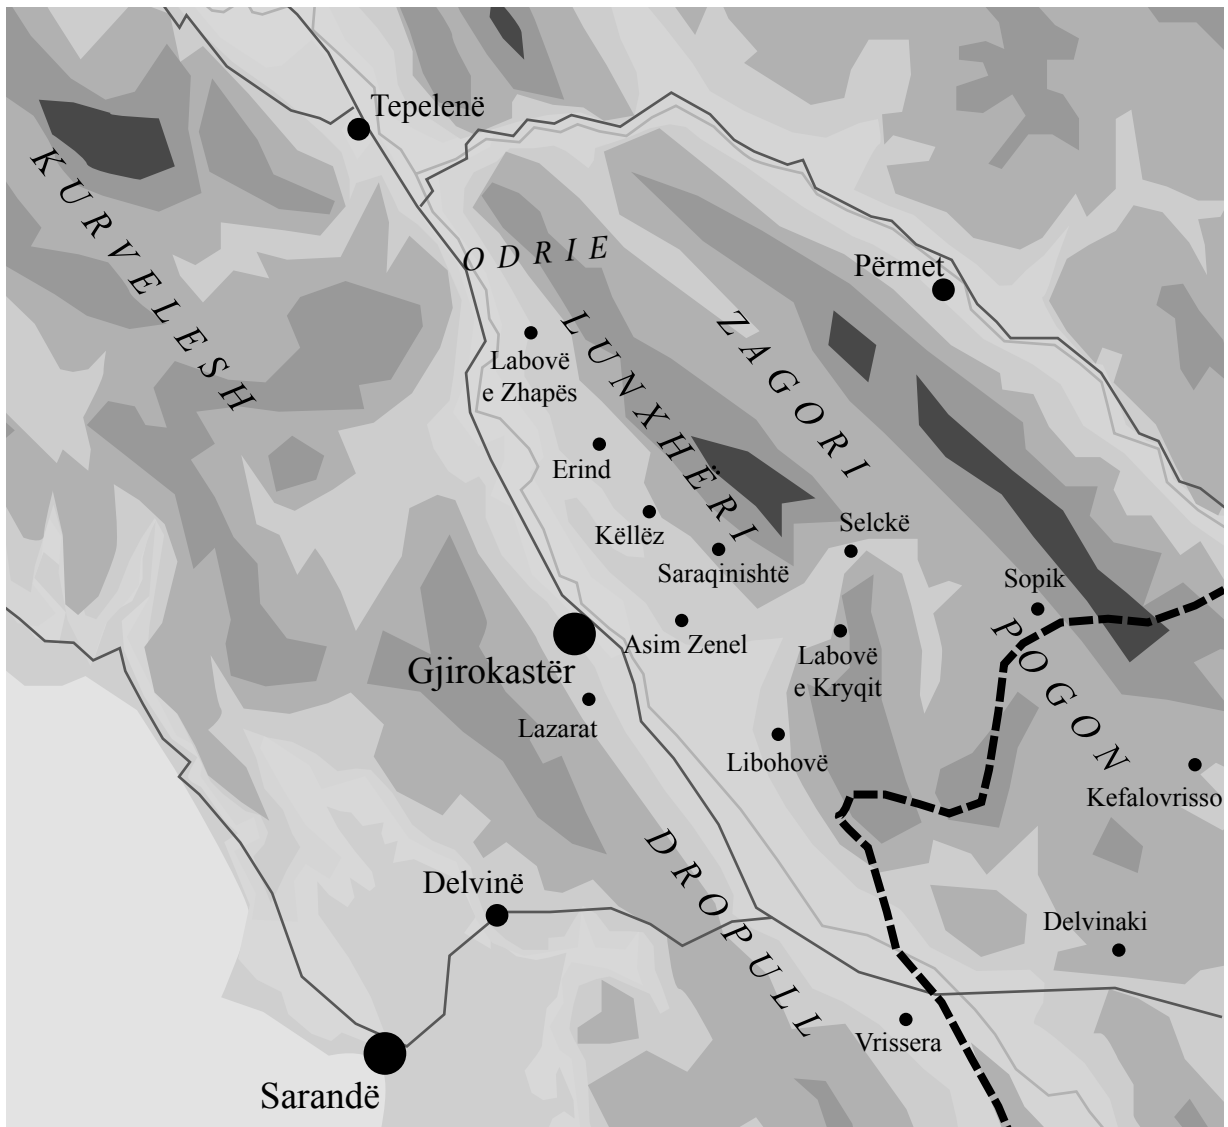 Tepelenë
KURVELESH
ODRIE
Përmet
LUNXHËRI
ZAGORI
Labovë
e Zhapës
Erind
Këllëz
Selckë
Saraqinishtë
Sopik
Asim Zenel
Gjirokastër
Labovë
e Kryqit
POGON
Lazarat
Libohovë
Kefalovrisso
DROPULL
Delvinë
Delvinaki
Vrissera
Sarandë